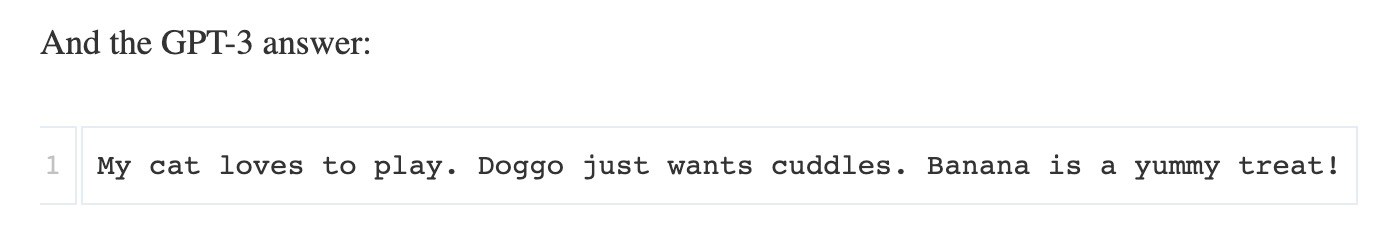 And the GPT-3 answer:
1 My cat loves to play. Doggo just wants cuddles. Banana is a yummy treat!